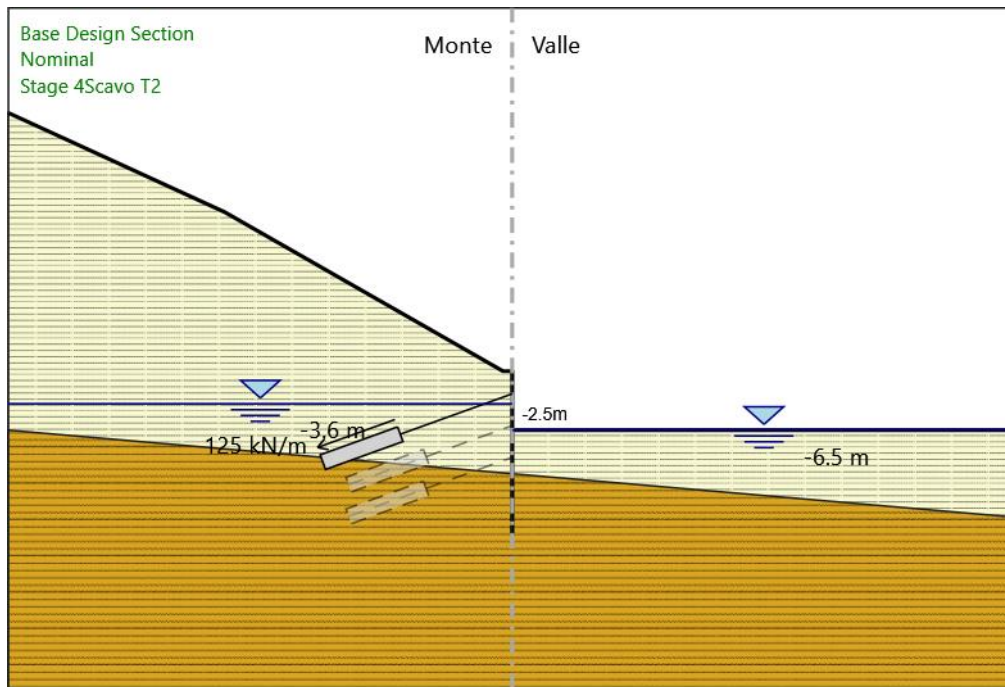 Base Design Section
Nominal
Stage 4Scavo T2
Monte
Valle
-2.5m
-3,6 m
125 kN/m
-6.5 m